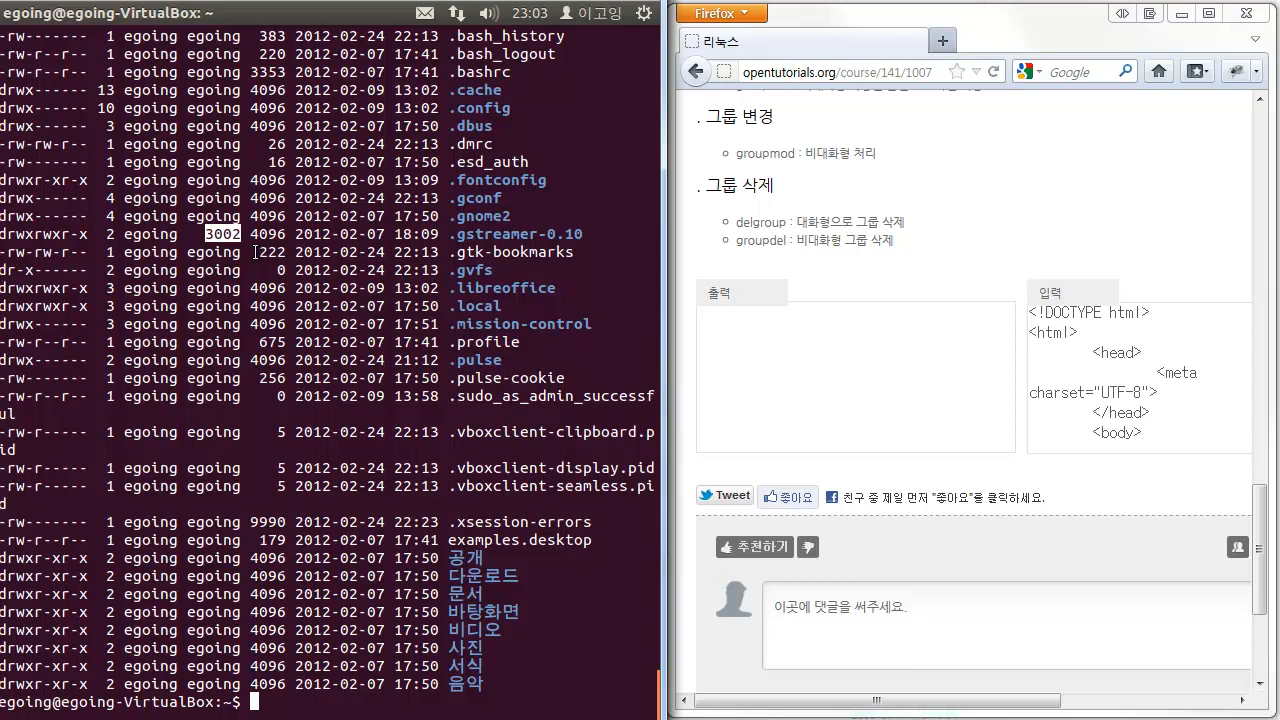 egoing@egoing-VirtualBox: ~
23:03
이고잉
-rw------- 1 egoing egoing 383 2012-02-24 22:13 .bash_history
-rw-r--r-- 1 egoing egoing 220 2012-02-07 17:41 .bash_logout
-rw-r--r-- 1 egoing egoing 3353 2012-02-07 17:41 .bashrc
drwx------ 13 egoing egoing 4096 2012-02-09 13:02 .cache
drwx------ 10 egoing egoing 4096 2012-02-09 13:02 .config
drwx------ 3 egoing egoing 4096 2012-02-07 17:50 .dbus
-rw-rw-r-- 1 egoing egoing 26 2012-02-24 22:13 .dmrc
-rw------- 1 egoing egoing 16 2012-02-07 17:50 .esd_auth
drwxr-xr-x 2 egoing egoing 4096 2012-02-09 13:09 .fontconfig
drwx------ 4 egoing egoing 4096 2012-02-24 22:13 .gconf
drwx------ 4 egoing egoing 4096 2012-02-07 17:50 .gnome2
drwxrwxr-x 2 egoing 3002 4096 2012-02-07 18:09 .gstreamer-0.10
-rw-rw-r-- 1 egoing egoing 222 2012-02-24 22:13 .gtk-bookmarks
dr-x------ 2 egoing egoing 0 2012-02-24 22:13 .gvfs
drwxrwxr-x 3 egoing egoing 4096 2012-02-09 13:02 .libreoffice
drwxrwxr-x 3 egoing egoing 4096 2012-02-07 17:50 .local
drwx------ 3 egoing egoing 4096 2012-02-07 17:51 .mission-control
-rw-r--r-- 1 egoing egoing 675 2012-02-07 17:41 .profile
drwx------ 2 egoing egoing 4096 2012-02-24 21:12 .pulse
-rw------- 1 egoing egoing 256 2012-02-07 17:50 .pulse-cookie
-rw-r--r-- 1 egoing egoing 0 2012-02-09 13:58 .sudo_as_admin_successf
ul
-rw-r----- 1 egoing egoing 5 2012-02-24 22:13 .vboxclient-clipboard.p
id
-rw-r----- 1 egoing egoing 5 2012-02-24 22:13 .vboxclient-display.pid
-rw-r----- 1 egoing egoing 5 2012-02-24 22:13 .vboxclient-seamless.pi
d
-rw------- 1 egoing egoing 9990 2012-02-24 22:23 .xsession-errors
-rw-r--r-- 1 egoing egoing 179 2012-02-07 17:41 examples.desktop
drwxr-xr-x 2 egoing egoing 4096 2012-02-07 17:50 공개
drwxr-xr-x 2 egoing egoing 4096 2012-02-07 17:50 다운로드
drwxr-xr-x 2 egoing egoing 4096 2012-02-07 17:50 문서
drwxr-xr-x 2 egoing egoing 4096 2012-02-07 17:50 바탕화면
drwxr-xr-x 2 egoing egoing 4096 2012-02-07 17:50 비디오
drwxr-xr-x 2 egoing egoing 4096 2012-02-07 17:50 사진
drwxr-xr-x 2 egoing egoing 4096 2012-02-07 17:50 서식
drwxr-xr-x 2 egoing egoing 4096 2012-02-07 17:50 음악
egoing@egoing-VirtualBox:~$
Firefox
리눅스
opentutorials.org/course/141/1007
Google
. 그룹 변경
groupmod : 비대화형 처리
. 그룹 삭제
delgroup : 대화형으로 그룹 삭제
groupdel : 비대화형 그룹 삭제
출력
입력
<!DOCTYPE html>
<html>
<head>
<meta
charset="UTF-8">
</head>
<body>
Tweet
좋아요
친구 중 제일 먼저 "좋아요"을 클릭하세요.
추천하기
이곳에 댓글을 써주세요.